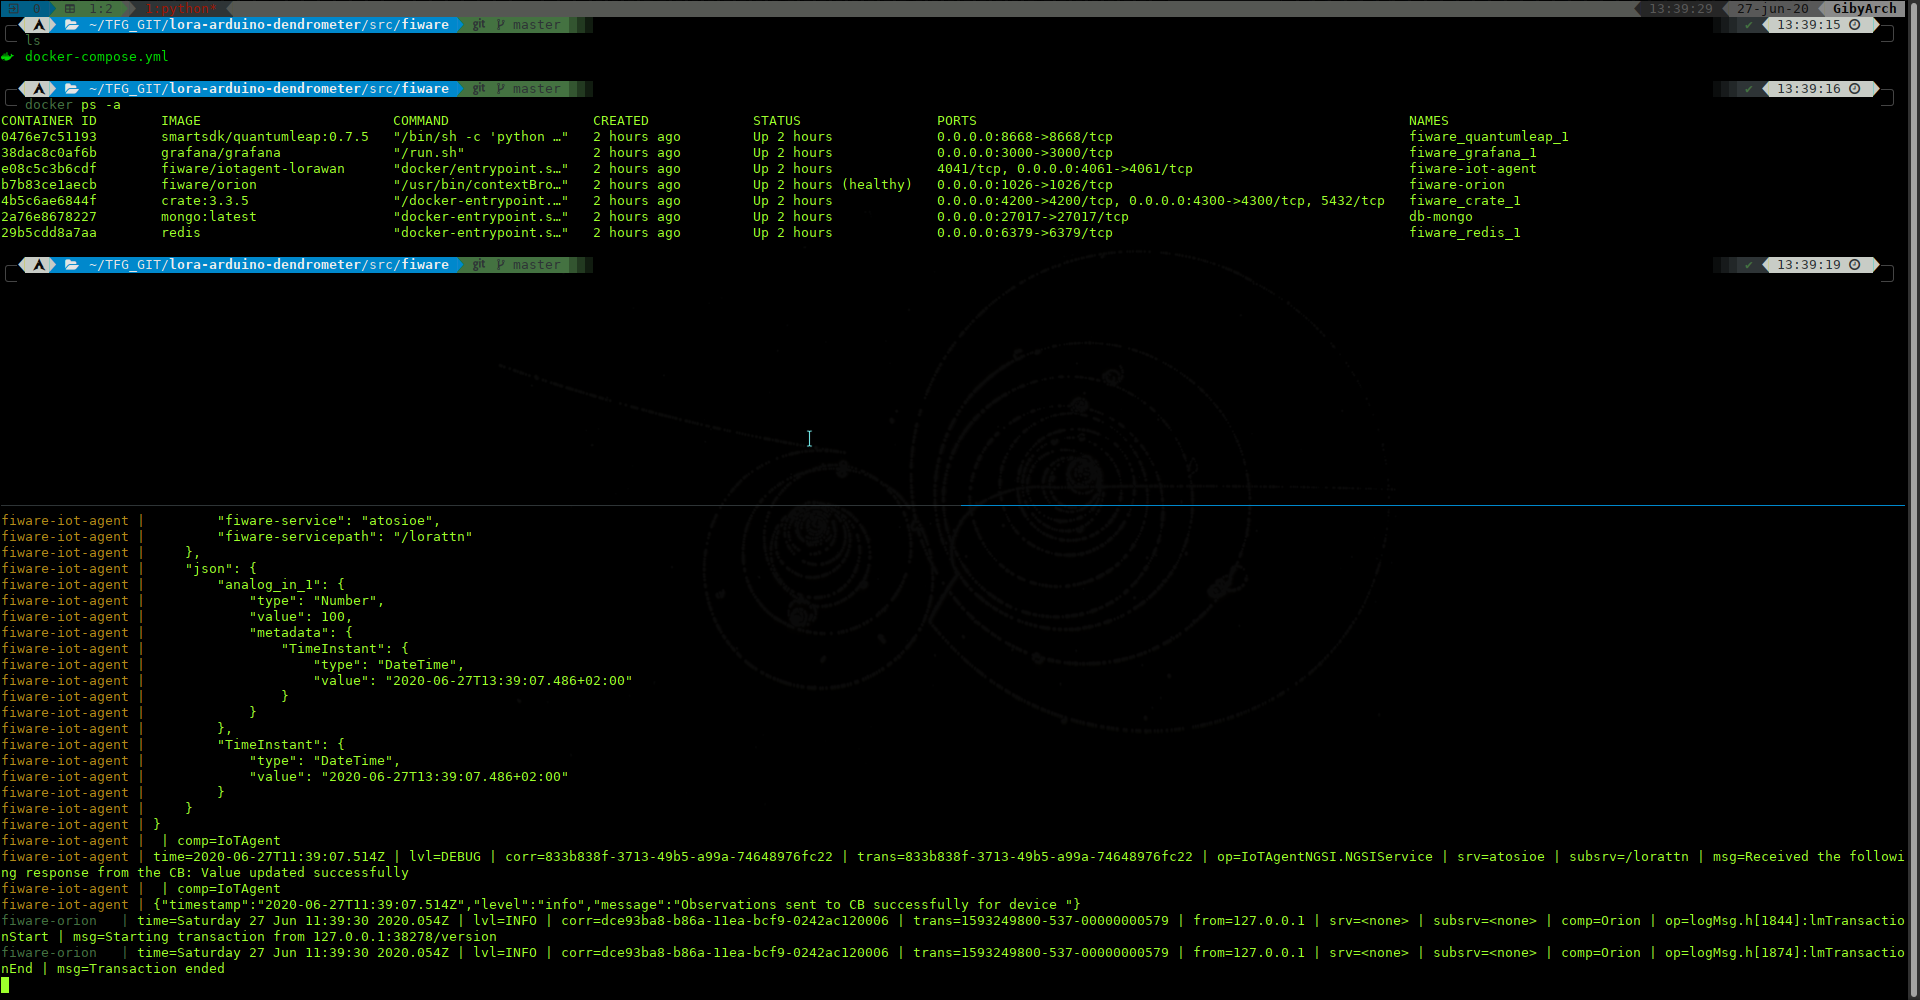 0 1:2 1:python* 13:39:29 27-jun-20 GibyArch
~/TFG_GIT/lora-arduino-dendrometer/src/fiware git master ✔ 13:39:15
ls
docker-compose.yml
~/TFG_GIT/lora-arduino-dendrometer/src/fiware git master ✔ 13:39:16
docker ps -a
CONTAINER ID IMAGE COMMAND CREATED STATUS PORTS NAMES
0476e7c51193 smartsdk/quantumleap:0.7.5 "/bin/sh -c 'python …" 2 hours ago Up 2 hours 0.0.0.0:8668->8668/tcp fiware_quantumleap_1
38dac8c0af6b grafana/grafana "/run.sh" 2 hours ago Up 2 hours 0.0.0.0:3000->3000/tcp fiware_grafana_1
e08c5c3b6cdf fiware/iotagent-lorawan "docker/entrypoint.s…" 2 hours ago Up 2 hours 4041/tcp, 0.0.0.0:4061->4061/tcp fiware-iot-agent
b7b83ce1aecb fiware/orion "/usr/bin/contextBro…" 2 hours ago Up 2 hours (healthy) 0.0.0.0:1026->1026/tcp fiware-orion
4b5c6ae6844f crate:3.3.5 "/docker-entrypoint.…" 2 hours ago Up 2 hours 0.0.0.0:4200->4200/tcp, 0.0.0.0:4300->4300/tcp, 5432/tcp fiware_crate_1
2a76e8678227 mongo:latest "docker-entrypoint.s…" 2 hours ago Up 2 hours 0.0.0.0:27017->27017/tcp db-mongo
29b5cdd8a7aa redis "docker-entrypoint.s…" 2 hours ago Up 2 hours 0.0.0.0:6379->6379/tcp fiware_redis_1
~/TFG_GIT/lora-arduino-dendrometer/src/fiware git master ✔ 13:39:19
fiware-iot-agent | "fiware-service": "atosioe",
fiware-iot-agent | "fiware-servicepath": "/lorattn"
fiware-iot-agent | },
fiware-iot-agent | "json": {
fiware-iot-agent | "analog_in_1": {
fiware-iot-agent | "type": "Number",
fiware-iot-agent | "value": 100,
fiware-iot-agent | "metadata": {
fiware-iot-agent | "TimeInstant": {
fiware-iot-agent | "type": "DateTime",
fiware-iot-agent | "value": "2020-06-27T13:39:07.486+02:00"
fiware-iot-agent | }
fiware-iot-agent | }
fiware-iot-agent | },
fiware-iot-agent | "TimeInstant": {
fiware-iot-agent | "type": "DateTime",
fiware-iot-agent | "value": "2020-06-27T13:39:07.486+02:00"
fiware-iot-agent | }
fiware-iot-agent | }
fiware-iot-agent | }
fiware-iot-agent | | comp=IoTAgent
fiware-iot-agent | time=2020-06-27T11:39:07.514Z | lvl=DEBUG | corr=833b838f-3713-49b5-a99a-74648976fc22 | trans=833b838f-3713-49b5-a99a-74648976fc22 | op=IoTAgentNGSI.NGSIService | srv=atosioe | subsrv=/lorattn | msg=Received the followi
ng response from the CB: Value updated successfully
fiware-iot-agent | | comp=IoTAgent
fiware-iot-agent | {"timestamp":"2020-06-27T11:39:07.514Z","level":"info","message":"Observations sent to CB successfully for device "}
fiware-orion | time=Saturday 27 Jun 11:39:30 2020.054Z | lvl=INFO | corr=dce93ba8-b86a-11ea-bcf9-0242ac120006 | trans=1593249800-537-00000000579 | from=127.0.0.1 | srv=<none> | subsrv=<none> | comp=Orion | op=logMsg.h[1844]:lmTransactio
nStart | msg=Starting transaction from 127.0.0.1:38278/version
fiware-orion | time=Saturday 27 Jun 11:39:30 2020.054Z | lvl=INFO | corr=dce93ba8-b86a-11ea-bcf9-0242ac120006 | trans=1593249800-537-00000000579 | from=127.0.0.1 | srv=<none> | subsrv=<none> | comp=Orion | op=logMsg.h[1874]:lmTransactio
nEnd | msg=Transaction ended